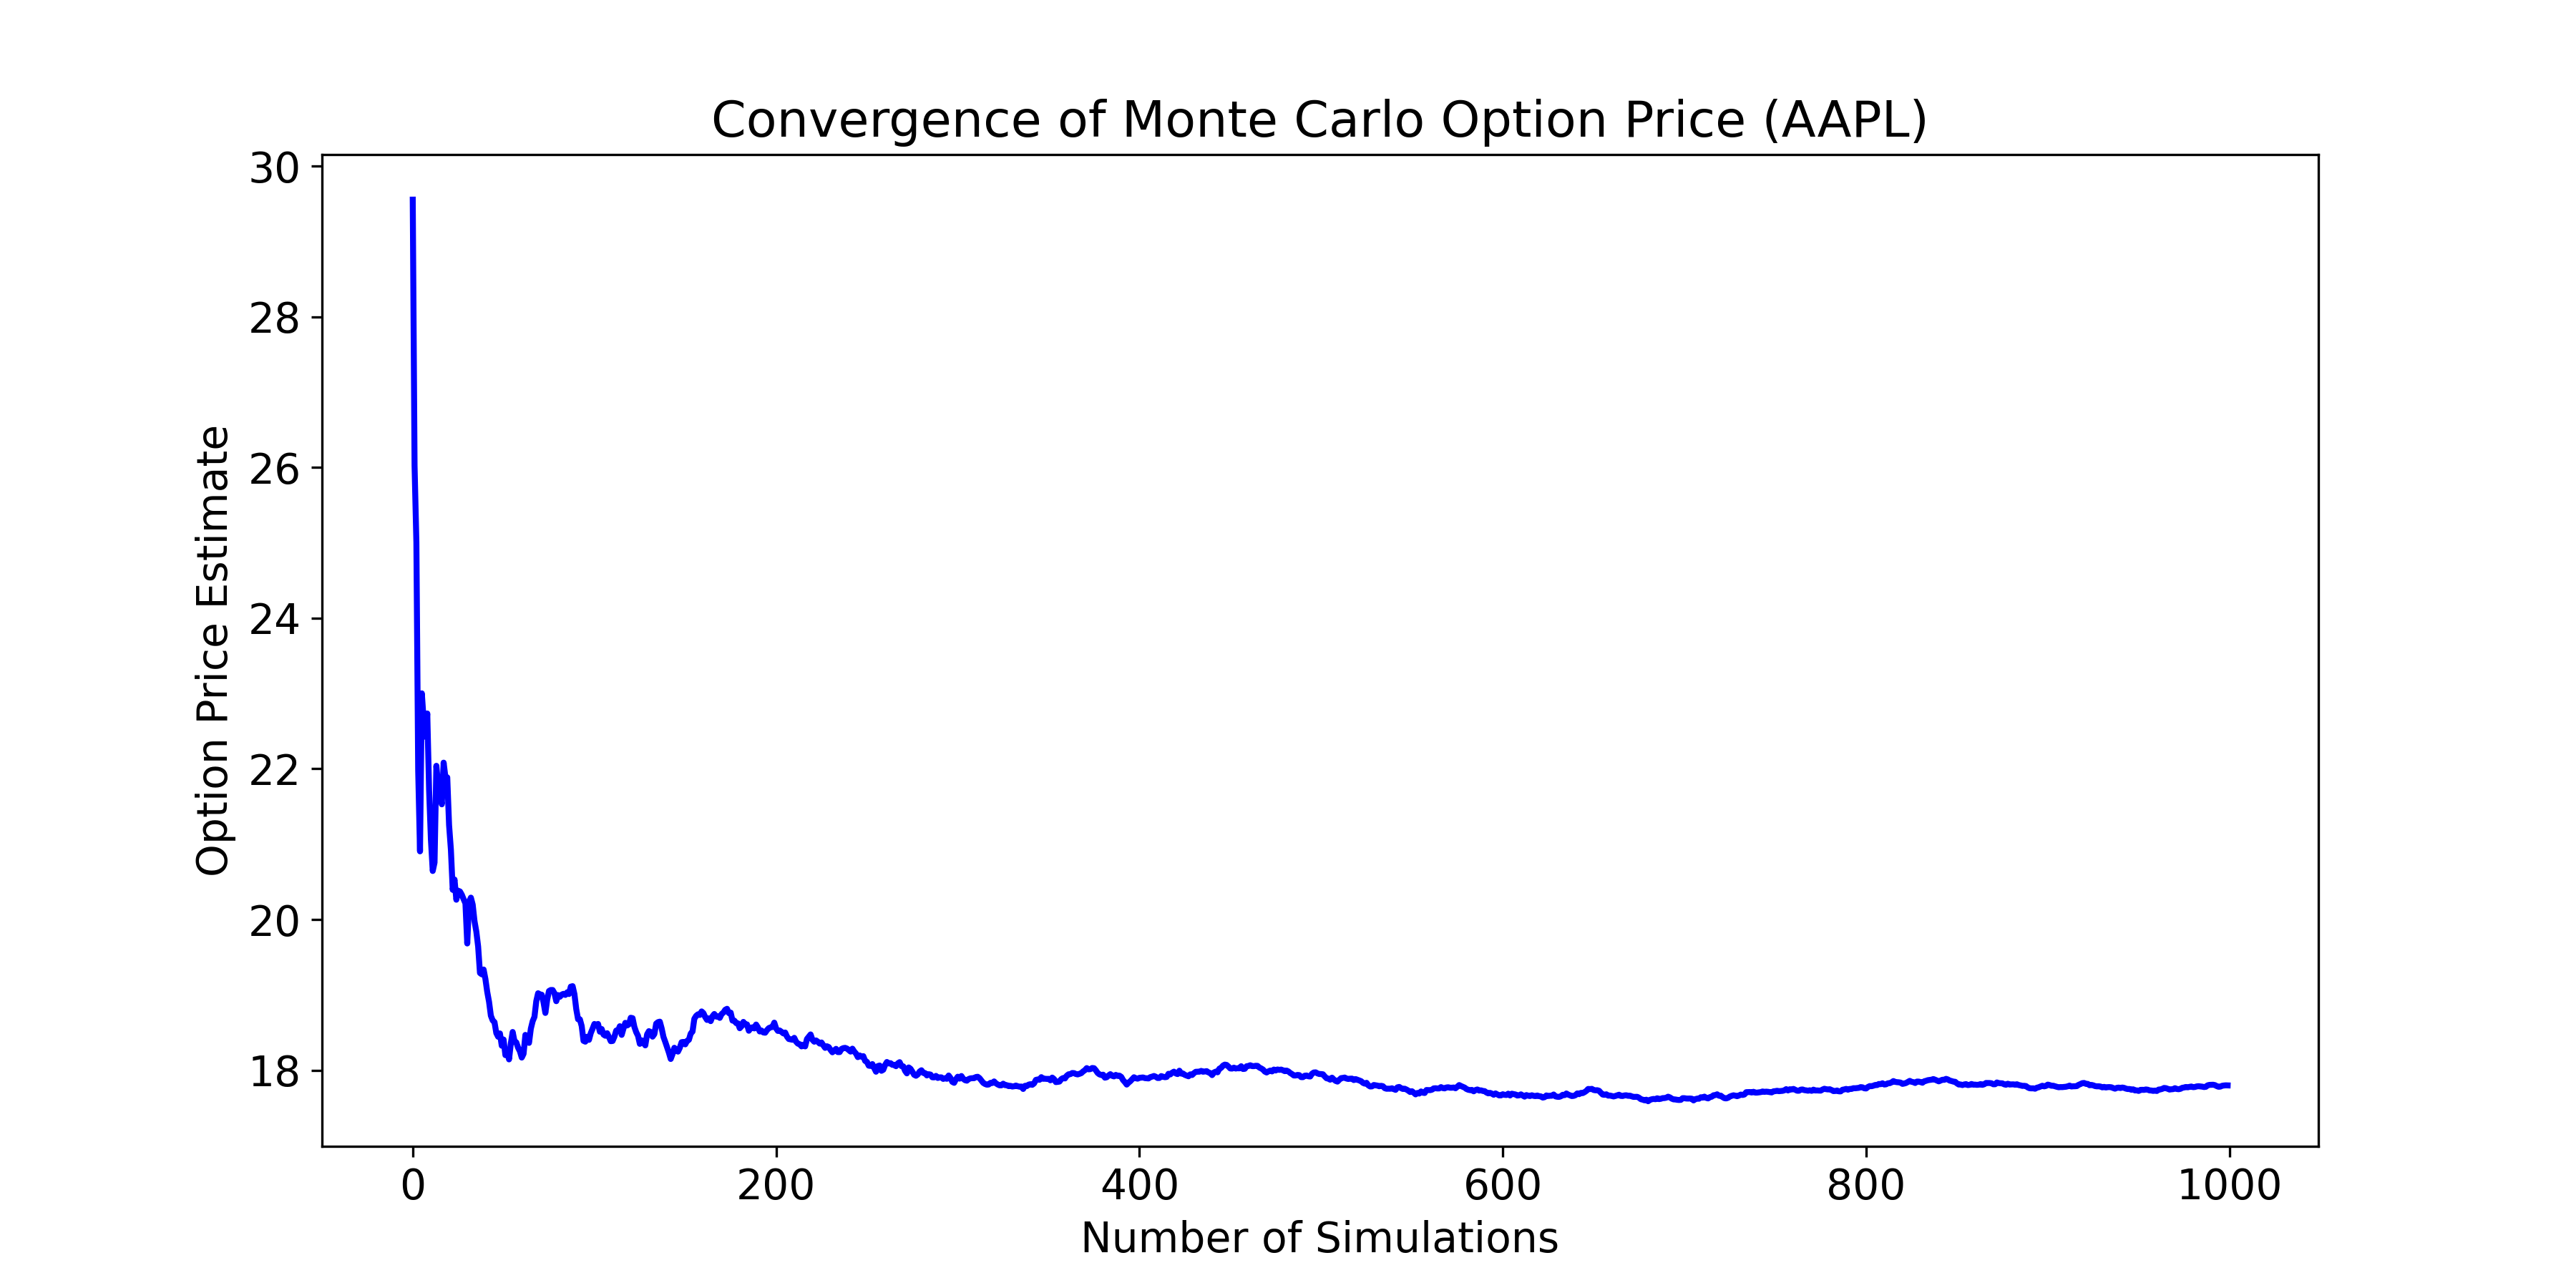 Convergence of Monte Carlo Option Price (AAPL)
30
28
26
24
22
20
18
Option Price Estimate
0 200 400 600 800 1000
Number of Simulations